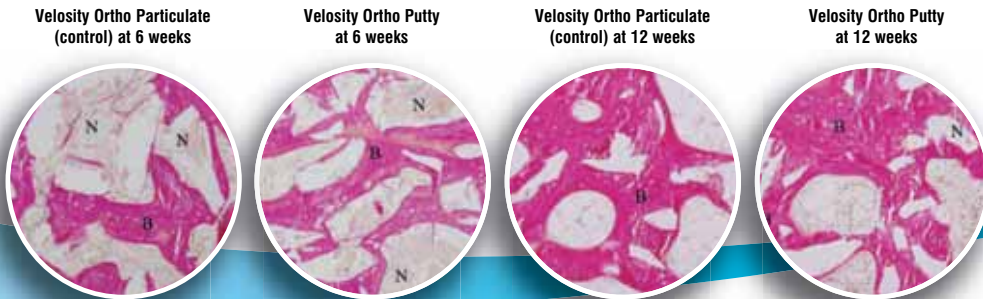 Velosity Ortho Particulate
(control) at 6 weeks
Velosity Ortho Putty
at 6 weeks
Velosity Ortho Particulate
(control) at 12 weeks
Velosity Ortho Putty
at 12 weeks
N
N
B
N
B
N
B
B
N